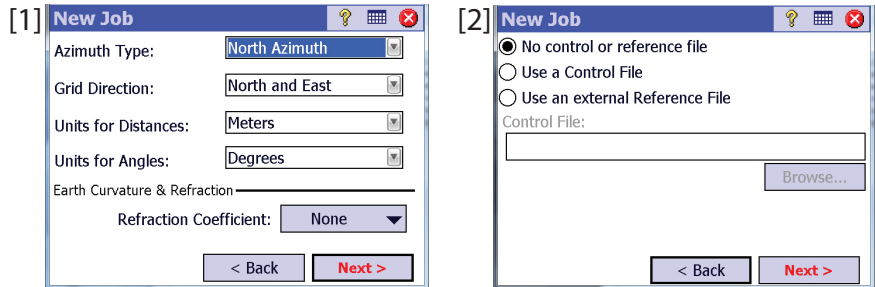 [1]
New Job
Azimuth Type: North Azimuth
Grid Direction: North and East
Units for Distances: Meters
Units for Angles: Degrees
Earth Curvature & Refraction
Refraction Coefficient: None
< Back Next >
[2]
New Job
No control or reference file
Use a Control File
Use an external Reference File
Control File:
Browse...
< Back Next >